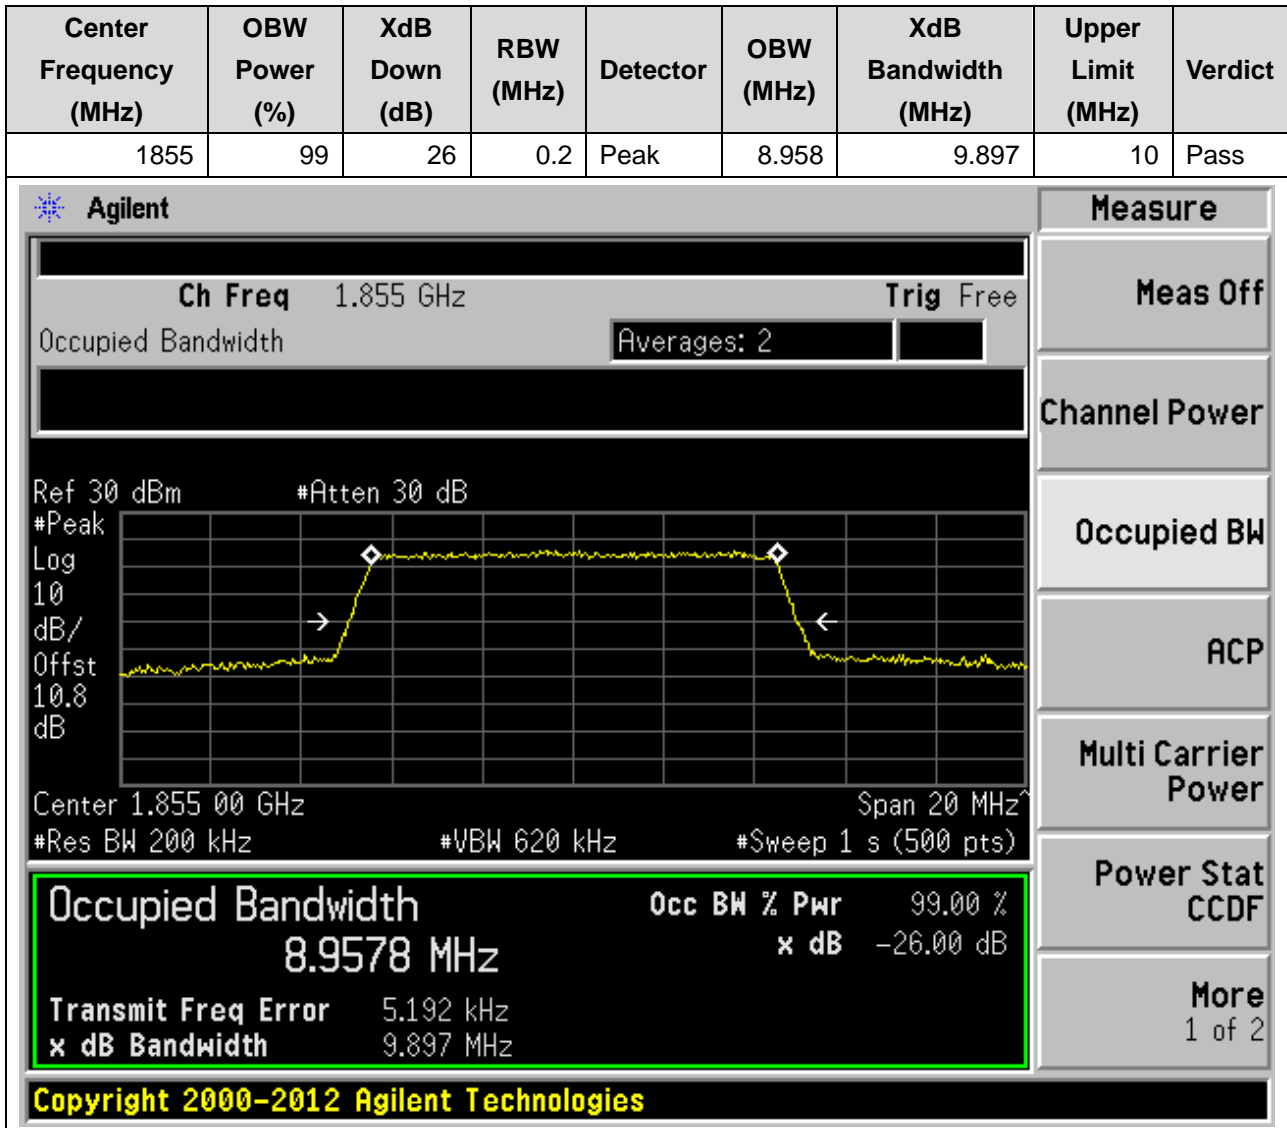 Center Frequency (MHz) OBW Power (%) XdB Down (dB) RBW (MHz) Detector OBW (MHz) XdB Bandwidth (MHz) Upper Limit (MHz) Verdict
1855 99 26 0.2 Peak 8.958 9.897 10 Pass
Agilent
Measure
Ch Freq 1.855 GHz Trig Free
Meas Off
Occupied Bandwidth Averages: 2
Channel Power
Ref 30 dBm #Atten 30 dB
#Peak
Log
10
dB/
Offst
10.8
dB
Occupied BW
ACP
Multi Carrier
Power
Center 1.855 00 GHz Span 20 MHz^
#Res BW 200 kHz #VBW 620 kHz #Sweep 1 s (500 pts)
Power Stat
CCDF
Occupied Bandwidth Occ BW % Pwr 99.00 %
8.9578 MHz x dB -26.00 dB
Transmit Freq Error 5.192 kHz
x dB Bandwidth 9.897 MHz
More
1 of 2
Copyright 2000-2012 Agilent Technologies